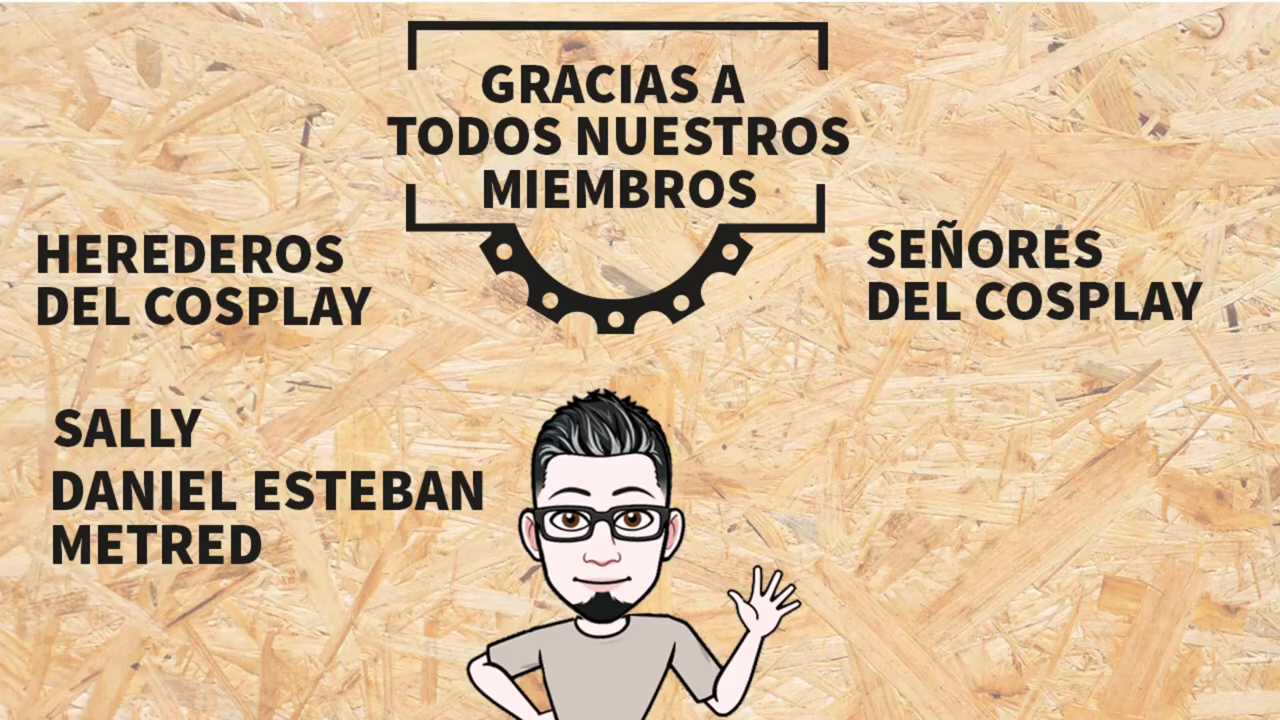 GRACIAS A
TODOS NUESTROS
MIEMBROS
HEREDEROS
DEL COSPLAY
SEÑORES
DEL COSPLAY
SALLY
DANIEL ESTEBAN
METRED